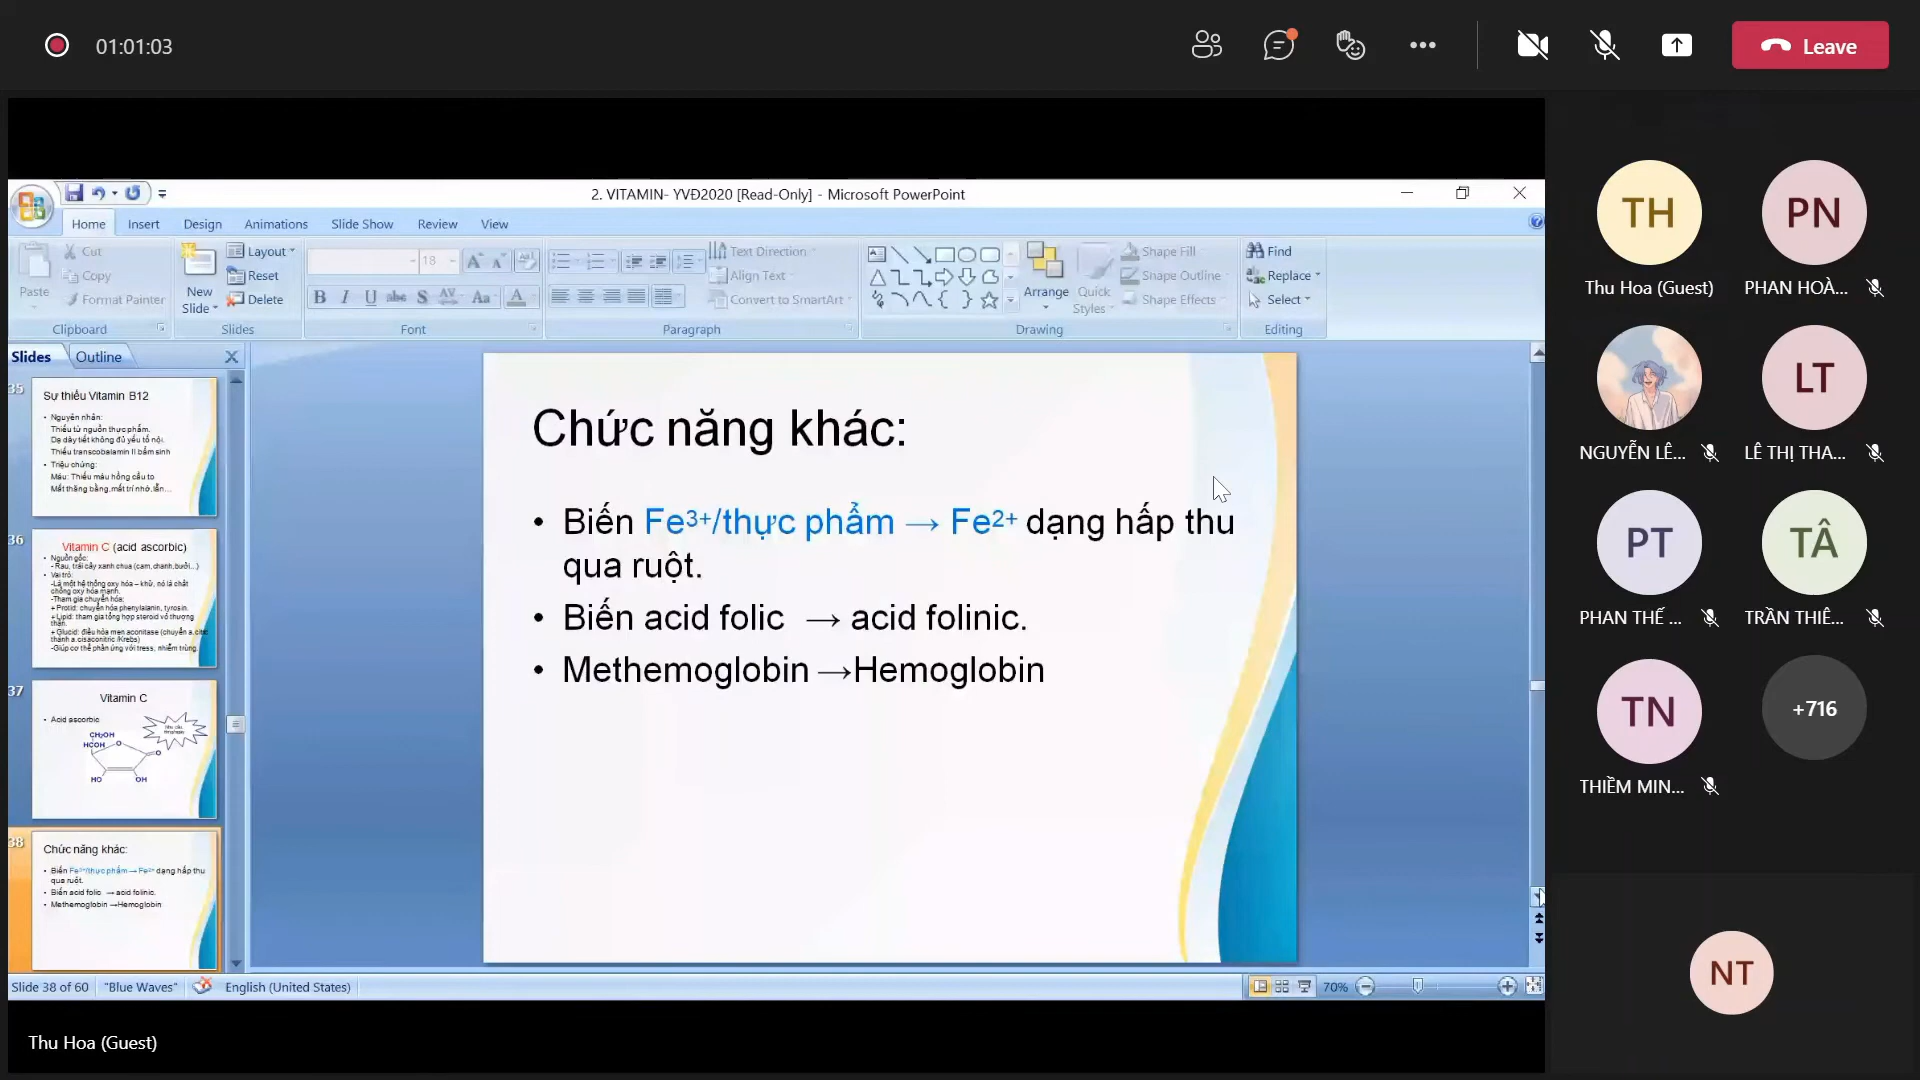 01:01:03
Leave
2. VITAMIN- YVĐ2020 [Read-Only] - Microsoft PowerPoint
Home
Insert
Design
Animations
Slide Show
Review
View
Paste
Cut
Copy
Format Painter
Clipboard
New Slide
Layout
Reset
Delete
Slides
18
Font
Text Direction
Align Text
Convert to SmartArt
Paragraph
Arrange
Quick Styles
Shape Fill
Shape Outline
Shape Effects
Drawing
Find
Replace
Select
Editing
Slides
Outline
35
Sự thiếu Vitamin B12
• Nguyên nhân:
Thiếu từ nguồn thực phẩm.
Dạ dày tiết không đủ yếu tố nội.
Thiếu transcobalamin II bẩm sinh
• Triệu chứng:
Máu: Thiếu máu hồng cầu to
Mất thăng bằng, mất trí nhớ, lẫn...
36
Vitamin C (acid ascorbic)
• Nguồn gốc:
- Rau, trái cây xanh chua (cam,chanh,bưởi...)
• Vai trò:
-Là một hệ thống oxy hóa – khử, nó là chất
chống oxy hóa mạnh.
-Tham gia chuyển hóa:
+ Protid: chuyển hóa phenylalanin, tyrosin.
+ Lipid: tham gia tổng hợp steroid vỏ thượng
thận.
+ Glucid: điều hòa men aconitase (chuyển a.citric
thành a.cisaconitric /Krebs)
-Giúp cơ thể phản ứng với tress, nhiễm trùng.
37
Vitamin C
• Acid ascorbic
CH₂OH
HCOH
O
O
HO
OH
38
Chức năng khác:
• Biến Fe³⁺/thực phẩm → Fe²⁺ dạng hấp thu
qua ruột.
• Biến acid folic → acid folinic.
• Methemoglobin →Hemoglobin
Chức năng khác:
• Biến Fe³⁺/thực phẩm → Fe²⁺ dạng hấp thu
qua ruột.
• Biến acid folic → acid folinic.
• Methemoglobin →Hemoglobin
Slide 38 of 60
"Blue Waves"
English (United States)
70%
Thu Hoa (Guest)
TH
PN
Thu Hoa (Guest)
PHAN HOÀ...
LT
NGUYỄN LÊ...
LÊ THỊ THA...
PT
TÂ
PHAN THẾ ...
TRẦN THIÊ...
TN
+716
THIỀM MIN...
NT